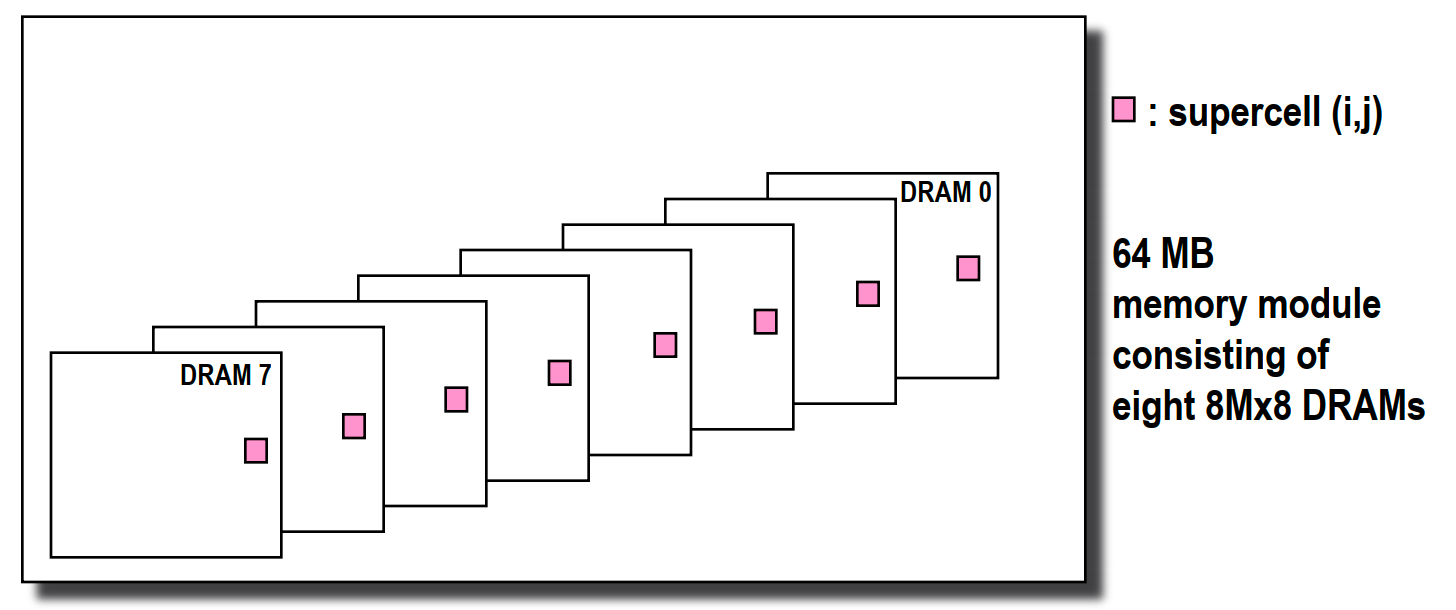 : supercell (i,j)
DRAM 0
64 MB
memory module
consisting of
eight 8Mx8 DRAMs
DRAM 7